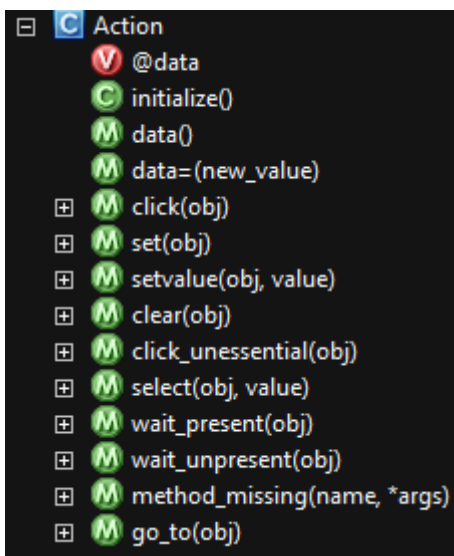 C Action
V @data
C initialize()
M data()
M data=(new_value)
M click(obj)
M set(obj)
M setvalue(obj, value)
M clear(obj)
M click_unessential(obj)
M select(obj, value)
M wait_present(obj)
M wait_unpresent(obj)
M method_missing(name, *args)
M go_to(obj)